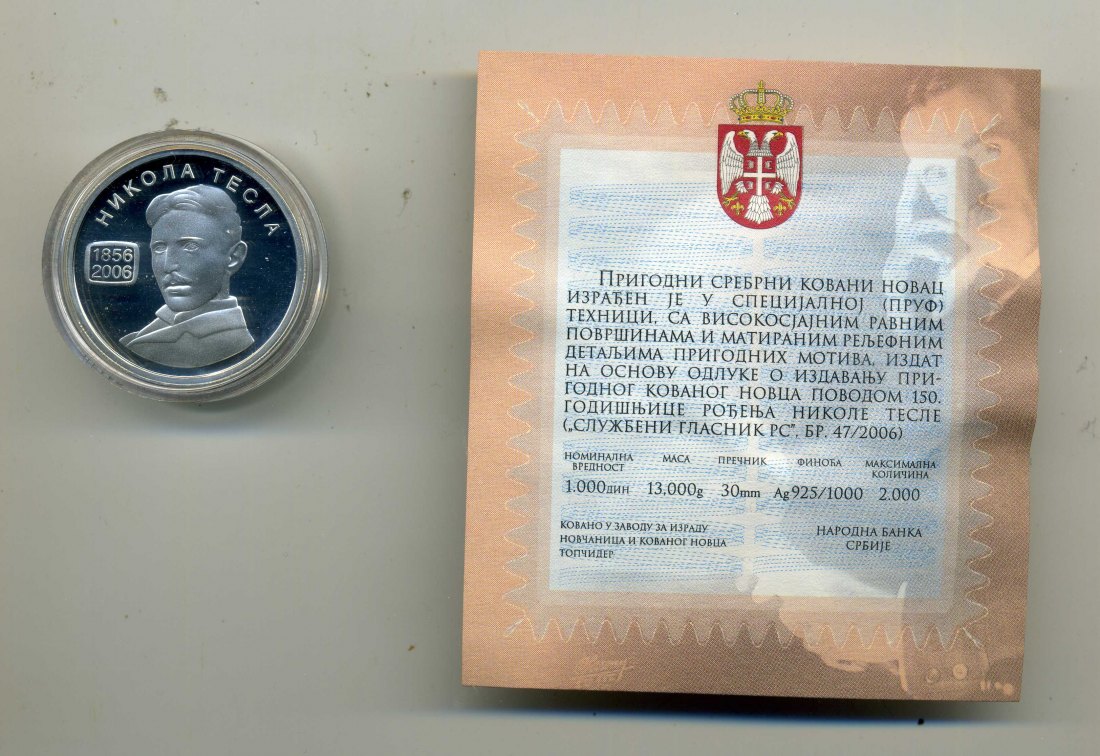 НИКОЛА ТЕСЛА
1856
2006
ПРИГОДНИ СРЕБРНИ КОВАНИ НОВАЦ
ИЗРАЂЕН ЈЕ У СПЕЦИЈАЛНОЈ (ПРУФ)
ТЕХНИЦИ, СА ВИСОКОСЈАЈНИМ РАВНИМ
ПОВРШИНАМА И МАТИРАНИМ РЕЉЕФНИМ
ДЕТАЉИМА ПРИГОДНИХ МОТИВА, ИЗДАТ
НА ОСНОВУ ОДЛУКЕ О ИЗДАВАЊУ ПРИ-
ГОДНОГ КОВАНОГ НОВЦА ПОВОДОМ 150.
ГОДИШЊИЦЕ РОЂЕЊА НИКОЛЕ ТЕСЛЕ
(„СЛУЖБЕНИ ГЛАСНИК РС", БР. 47/2006)
НОМИНАЛНА ВРЕДНОСТ МАСА ПРЕЧНИК ФИНОЋА МАКСИМАЛНА КОЛИЧИНА
1.000дин 13,000g 30mm Ag 925/1000 2.000
КОВАНО У ЗАВОДУ ЗА ИЗРАДУ
НОВЧАНИЦА И КОВАНОГ НОВЦА
ТОПЧИДЕР
НАРОДНА БАНКА
СРБИЈЕ